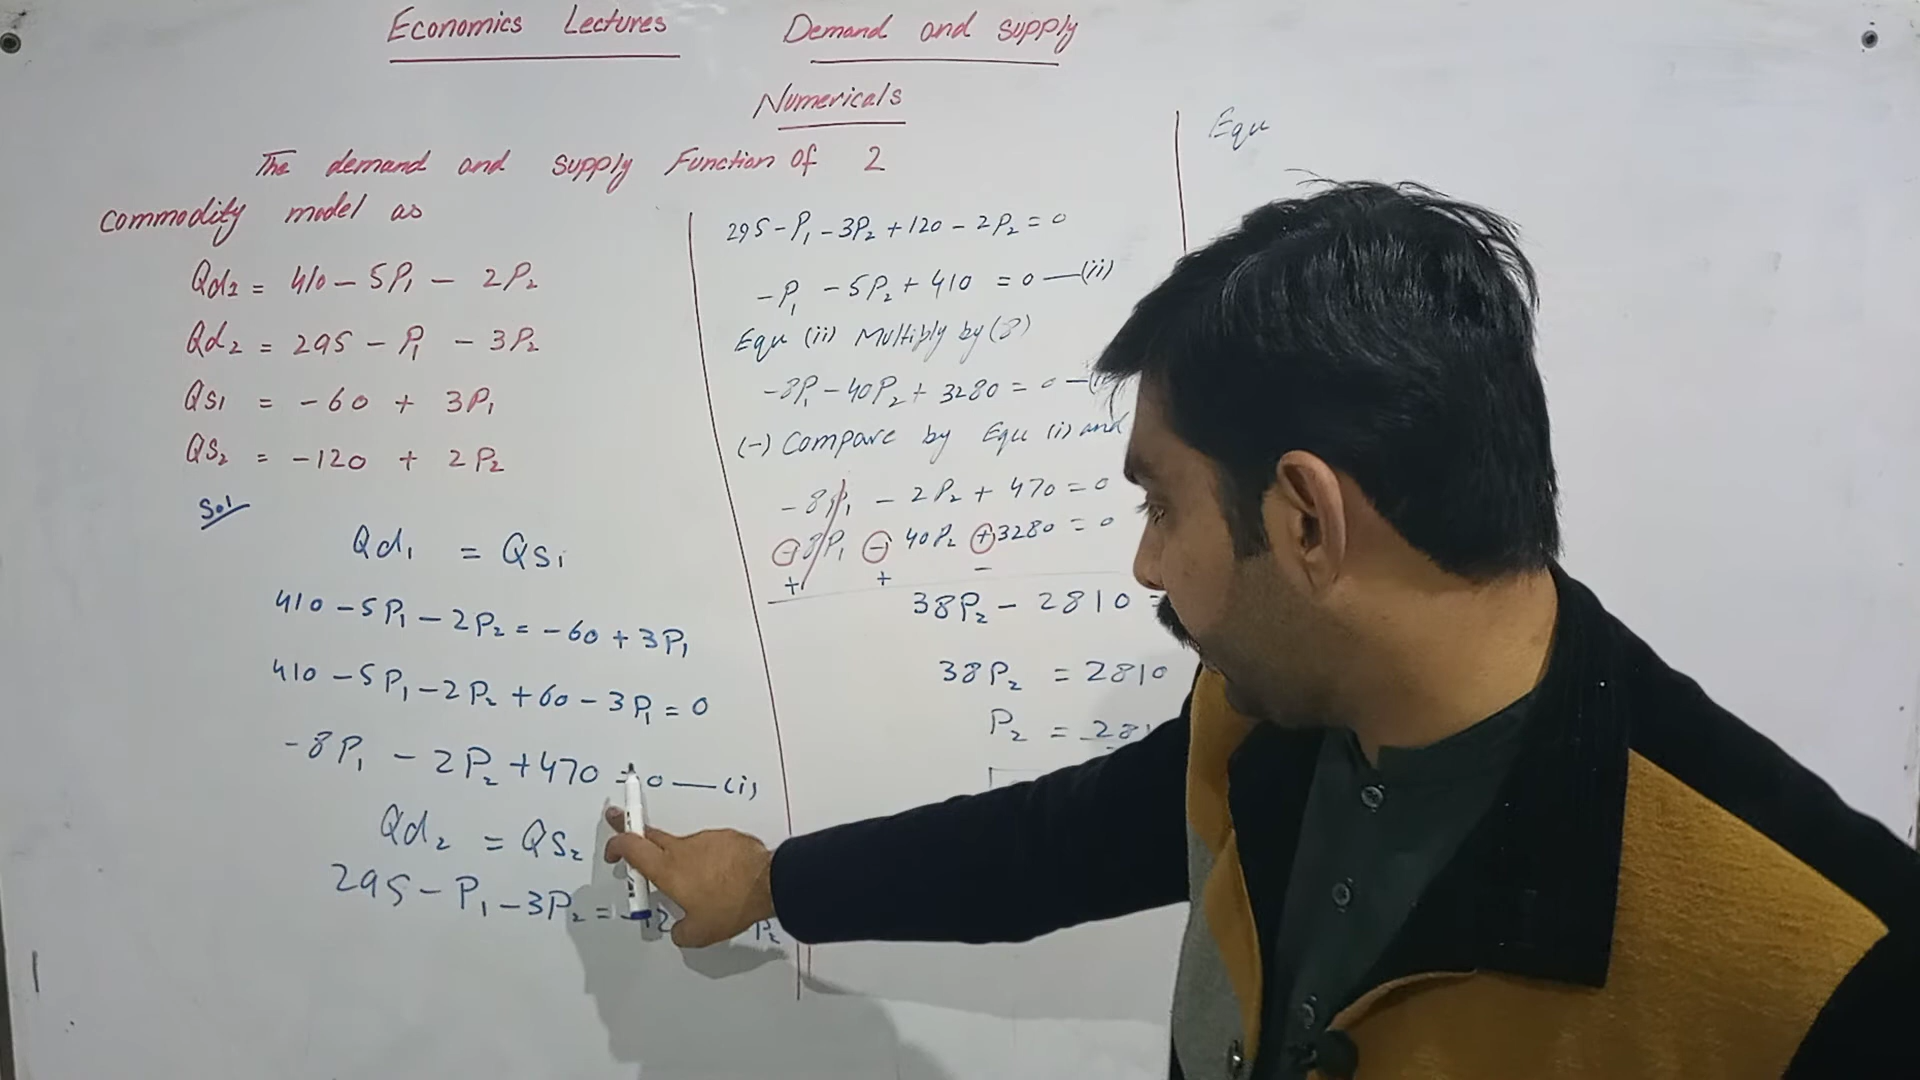 Economics Lectures Demand and supply
Numericals
The demand and supply Function of 2
commodity model as
Qd1 = 410 - 5P1 - 2P2
Qd2 = 295 - P1 - 3P2
QS1 = -60 + 3P1
QS2 = -120 + 2P2
Sol
Qd1 = QS1
410 - 5P1 - 2P2 = -60 + 3P1
410 - 5P1 - 2P2 + 60 - 3P1 = 0
-8P1 - 2P2 + 470 = 0 — (i)
Qd2 = QS2
295 - P1 - 3P2 = -12 P2
295 - P1 - 3P2 + 120 - 2P2 = 0
-P1 - 5P2 + 410 = 0 — (ii)
Equ (ii) Multibly by (8)
-8P1 - 40P2 + 3280 = 0 —
(-) Compare by Equ (i) and
-8P1 - 2P2 + 470 = 0
-8P1 - 40P2 + 3280 = 0
+ + -
38P2 - 2810 =
38P2 = 2810
P2 = 281
Equ